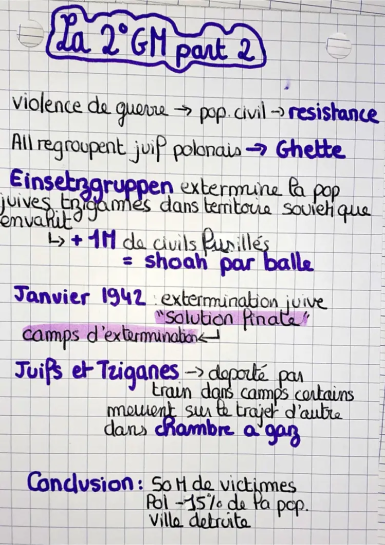 La 2° GM part 2
violence de guerre → pop. civil → resistance
All regroupent juif polonais → Ghette
Einsetzgruppen extermine la pop
juives tzigannes dans territoire soviétique
envahit
↳ + 1M de civils fusillés
= shoah par balle
Janvier 1942 : extermination juive
"solution finale"
camps d'extermination ↵
Juifs et Tziganes → deporté par
train dans camps certains
meurent sur le trajet d'autre
dans chambre a gaz
Conclusion : 50 M de victimes
Pol -15% de la pop.
Ville detruite